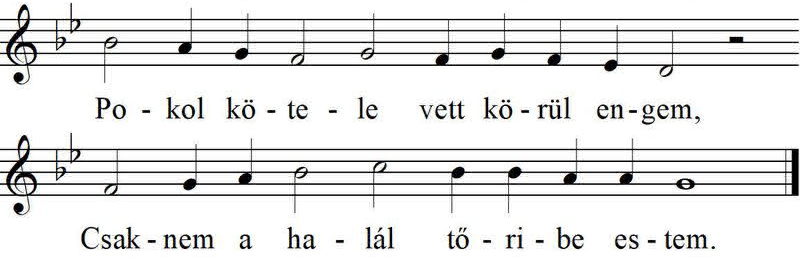 Po - kol kö - te - le vett kö - rül en - gem,
Csak - nem a ha - lál tő - ri - be es - tem.